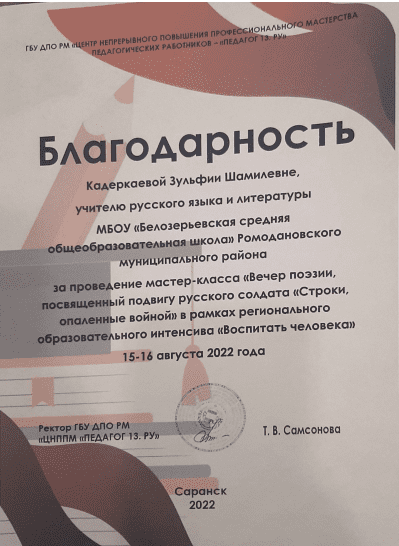 ГБУ ДПО РМ «ЦЕНТР НЕПРЕРЫВНОГО ПОВЫШЕНИЯ ПРОФЕССИОНАЛЬНОГО МАСТЕРСТВА
ПЕДАГОГИЧЕСКИХ РАБОТНИКОВ – «ПЕДАГОГ 13. РУ»
Благодарность
Кадеркаевой Зульфии Шамилевне,
учителю русского языка и литературы
МБОУ «Белозерьевская средняя
общеобразовательная школа» Ромодановского
муниципального района
за проведение мастер-класса «Вечер поэзии,
посвященный подвигу русского солдата «Строки,
опаленные войной» в рамках регионального
образовательного интенсива «Воспитать человека»
15-16 августа 2022 года
Ректор ГБУ ДПО РМ
«ЦНППМ «ПЕДАГОГ 13. РУ»
Т. В. Самсонова
Саранск
2022